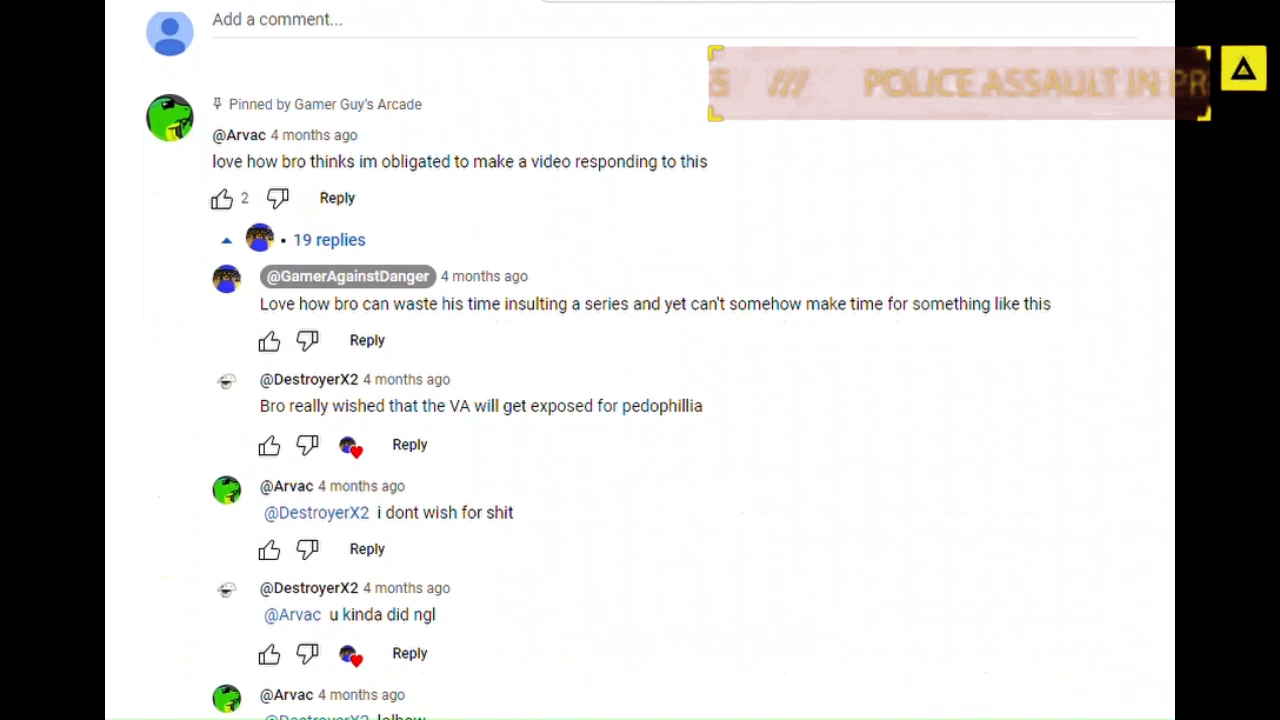 Add a comment...
S /// POLICE ASSAULT IN PR
Pinned by Gamer Guy's Arcade
@Arvac 4 months ago
love how bro thinks im obligated to make a video responding to this
2 Reply
• 19 replies
@GamerAgainstDanger 4 months ago
Love how bro can waste his time insulting a series and yet can't somehow make time for something like this
Reply
@DestroyerX2 4 months ago
Bro really wished that the VA will get exposed for pedophillia
Reply
@Arvac 4 months ago
@DestroyerX2 i dont wish for shit
Reply
@DestroyerX2 4 months ago
@Arvac u kinda did ngl
Reply
@Arvac 4 months ago
@DestroyerX2